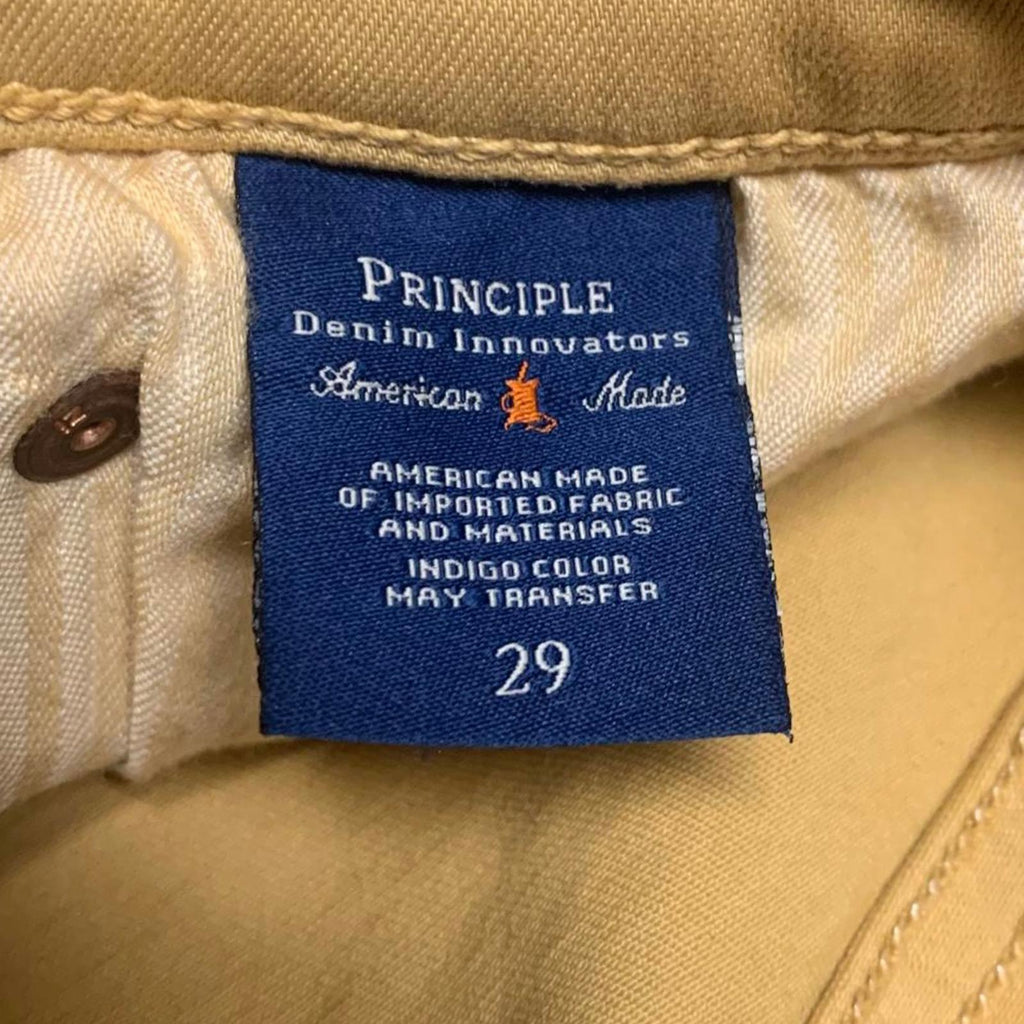 PRINCIPLE
Denim Innovators
American Made
AMERICAN MADE
OF IMPORTED FABRIC
AND MATERIALS
INDIGO COLOR
MAY TRANSFER
29